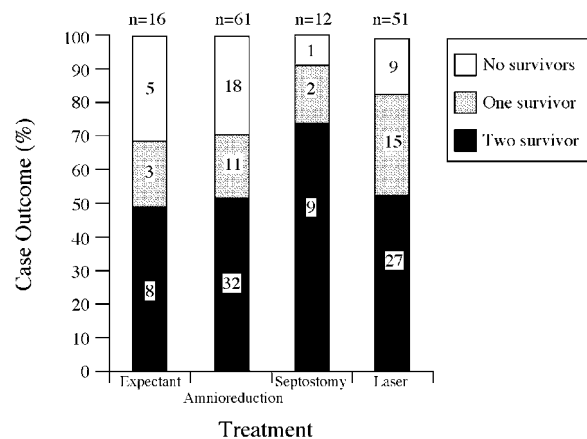 n=16 n=61 n=12 n=51
100
90
80
70
60
50
40
30
20
10
0
Case Outcome (%)
5
3
8
18
11
32
1
2
9
9
15
27
No survivors
One survivor
Two survivor
Expectant
Amnioreduction
Septostomy
Laser
Treatment